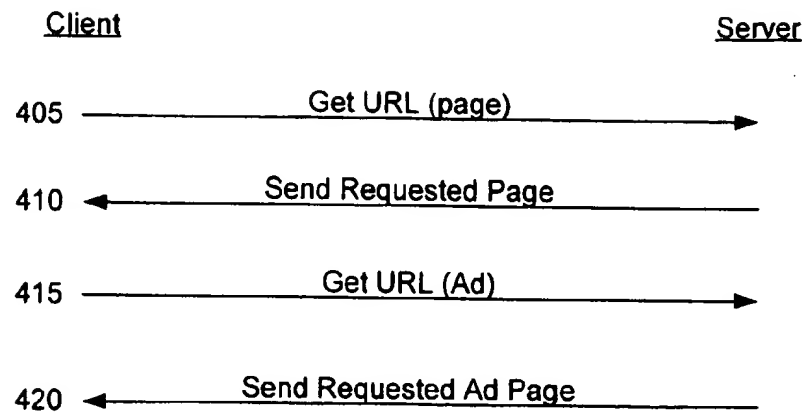 Client
Server
405 Get URL (page)
410 Send Requested Page
415 Get URL (Ad)
420 Send Requested Ad Page